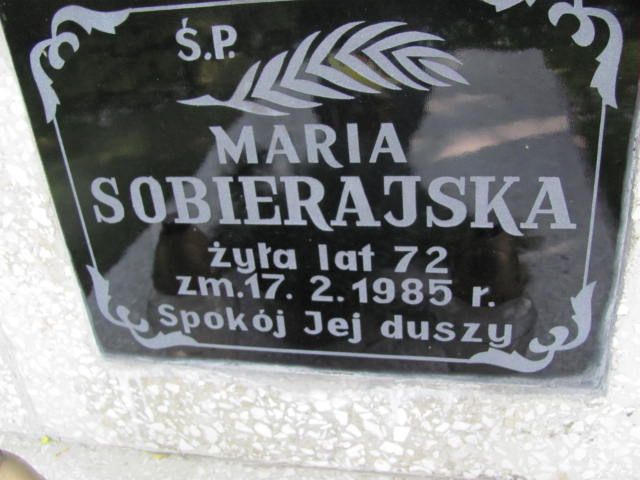 Ś.P.
MARIA
SOBIERAJSKA
żyła lat 72
zm.17. 2.1985 r.
Spokój Jej duszy